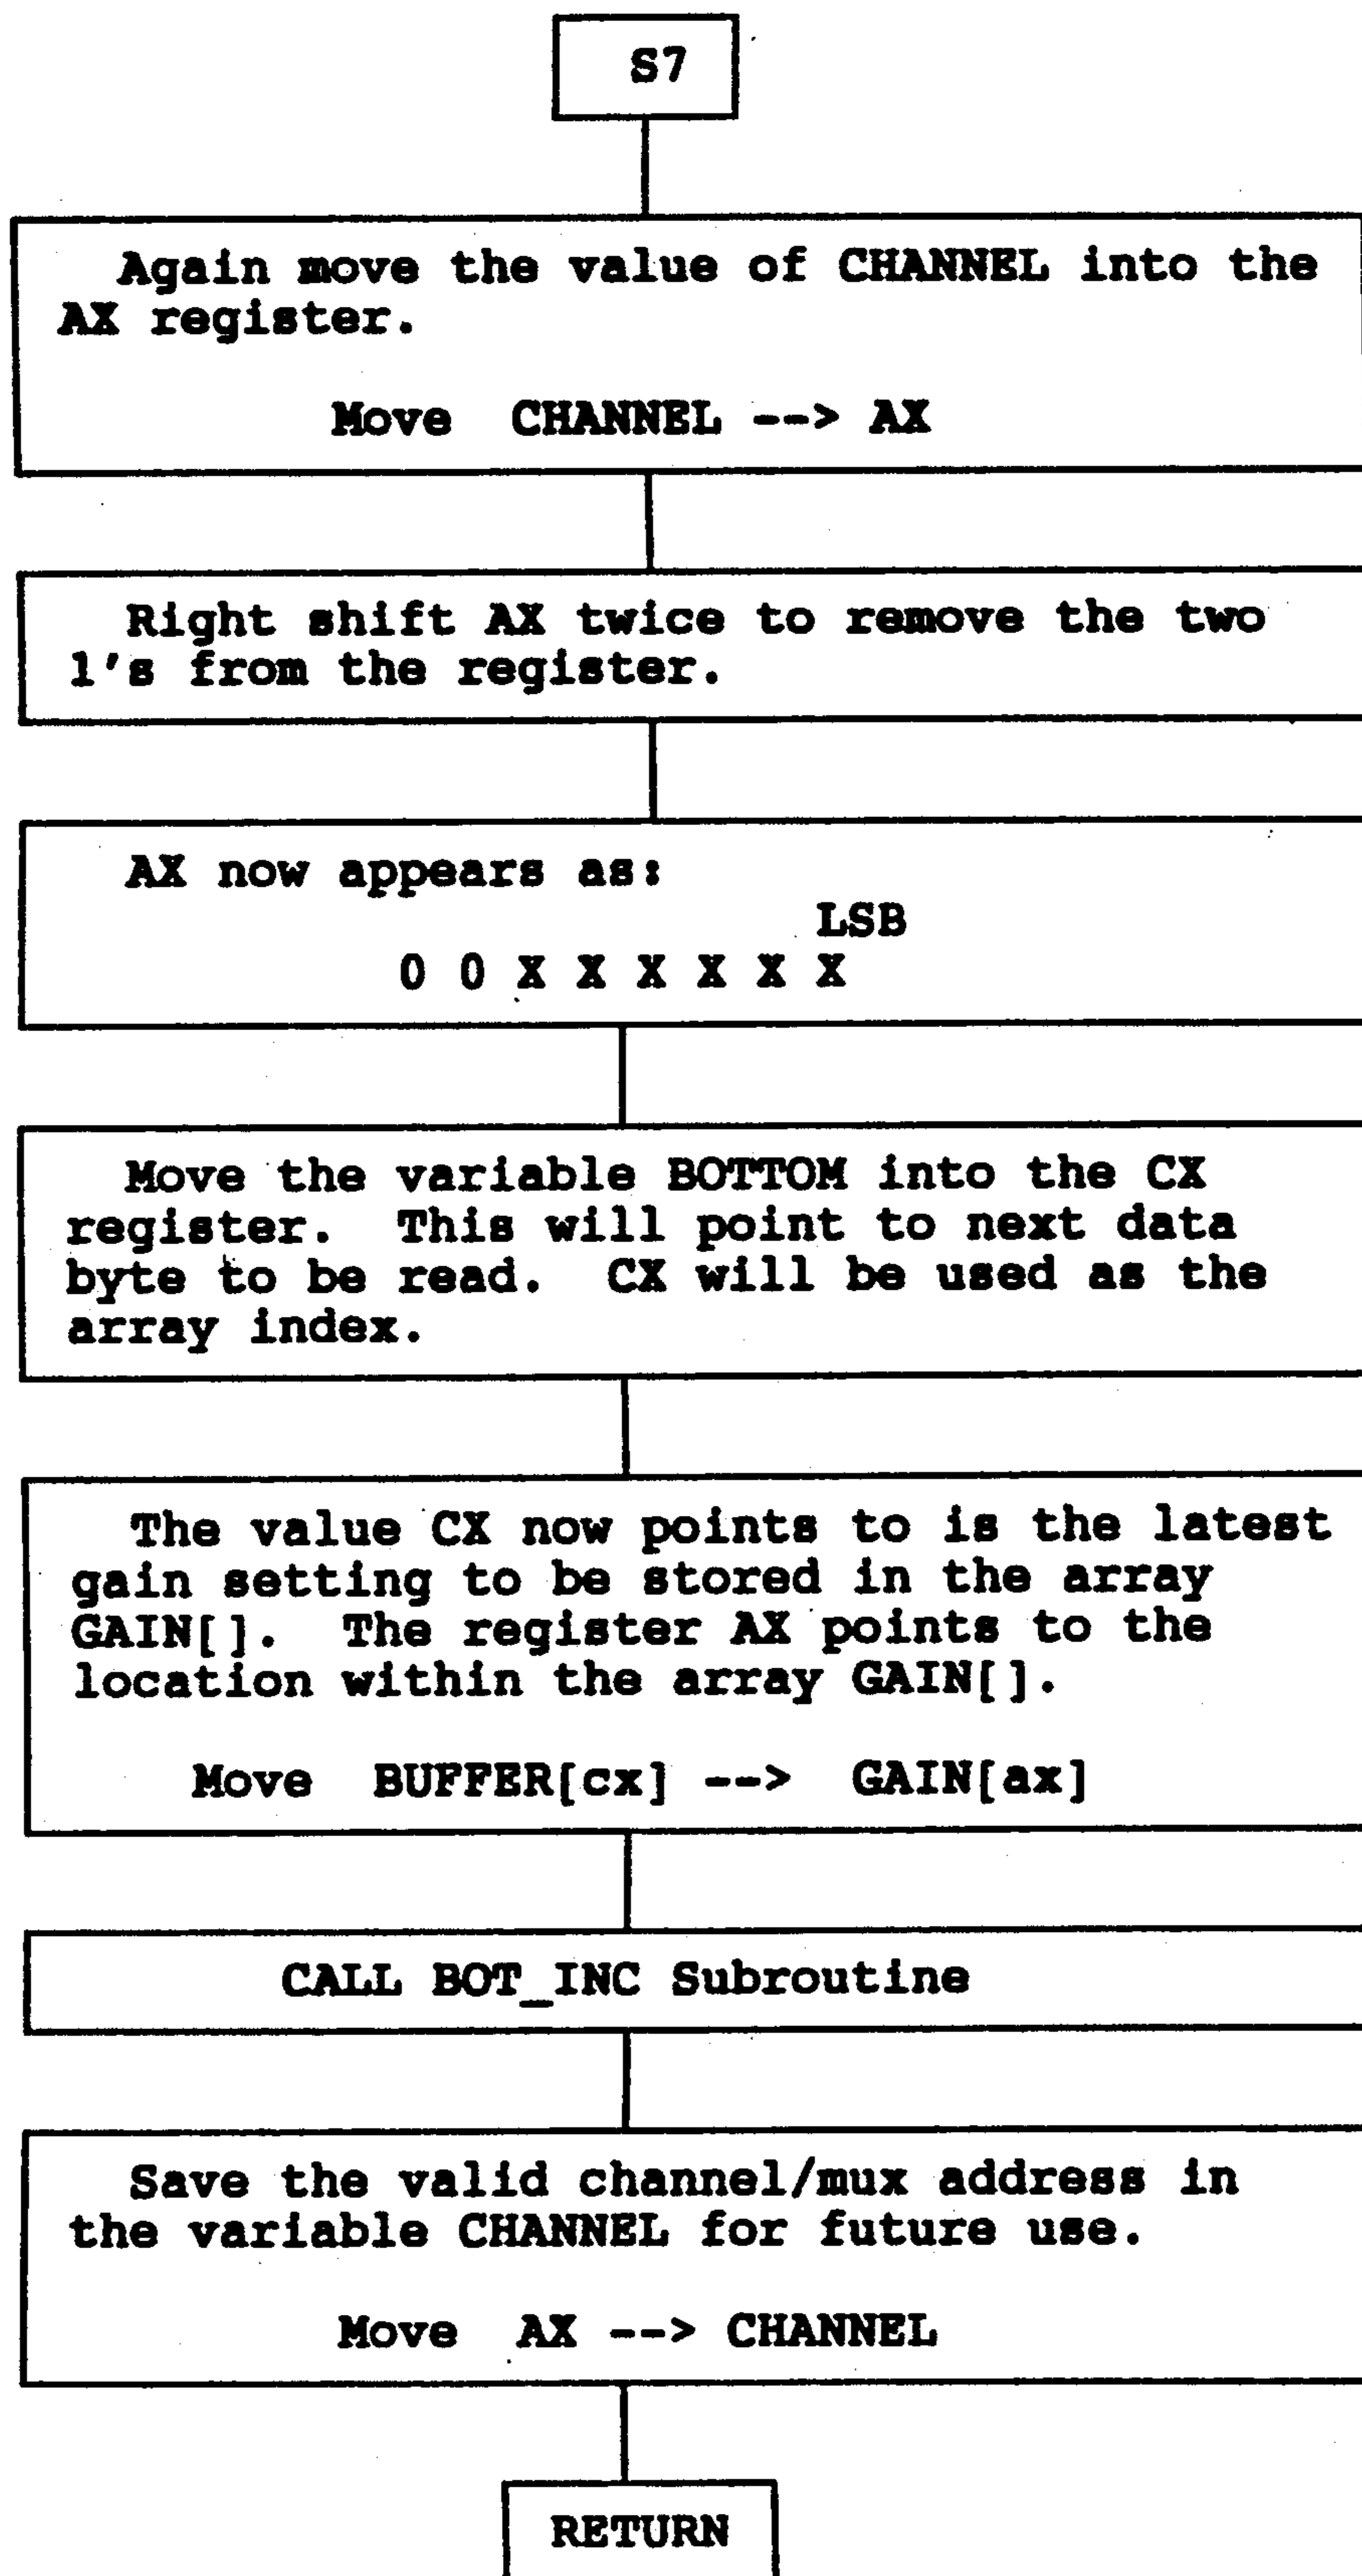 S7
Again move the value of CHANNEL into the
AX register.
Move CHANNEL --> AX
Right shift AX twice to remove the two
1's from the register.
AX now appears as:
LSB
0 0 X X X X X X
Move the variable BOTTOM into the CX
register. This will point to next data
byte to be read. CX will be used as the
array index.
The value CX now points to is the latest
gain setting to be stored in the array
GAIN[]. The register AX points to the
location within the array GAIN[].
Move BUFFER[cx] --> GAIN[ax]
CALL BOT_INC Subroutine
Save the valid channel/mux address in
the variable CHANNEL for future use.
Move AX --> CHANNEL
RETURN